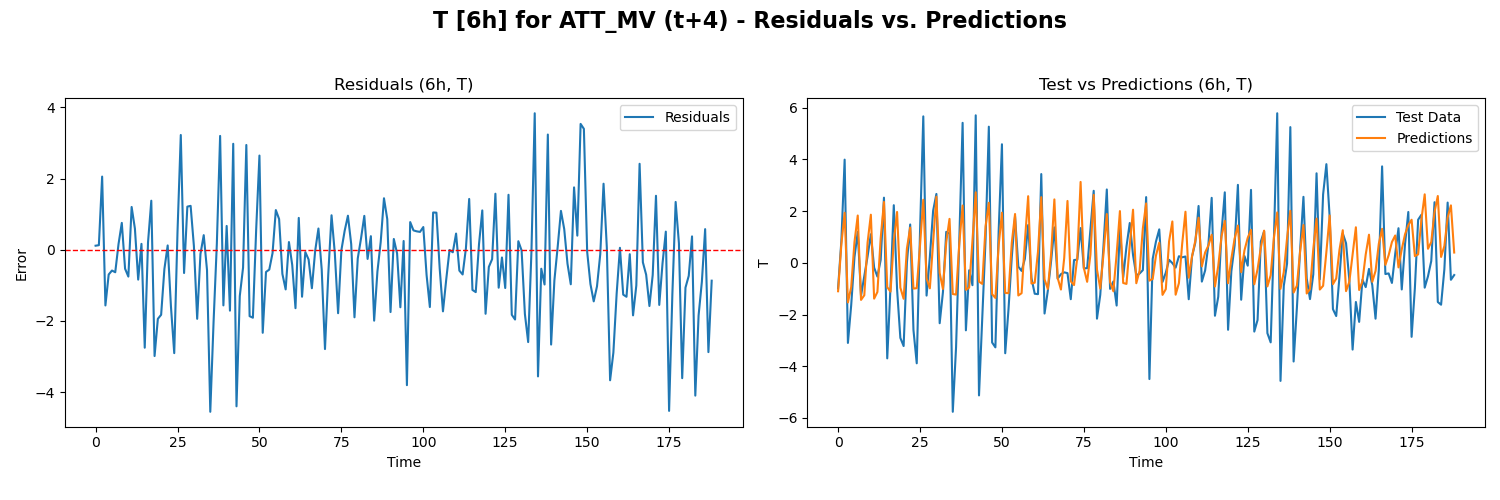 T [6h] for ATT_MV (t+4) - Residuals vs. Predictions
Residuals (6h, T)
Residuals
Error
4
2
0
−2
−4
0
25
50
75
100
125
150
175
Time
Test vs Predictions (6h, T)
Test Data
Predictions
T
6
4
2
0
−2
−4
−6
0
25
50
75
100
125
150
175
Time